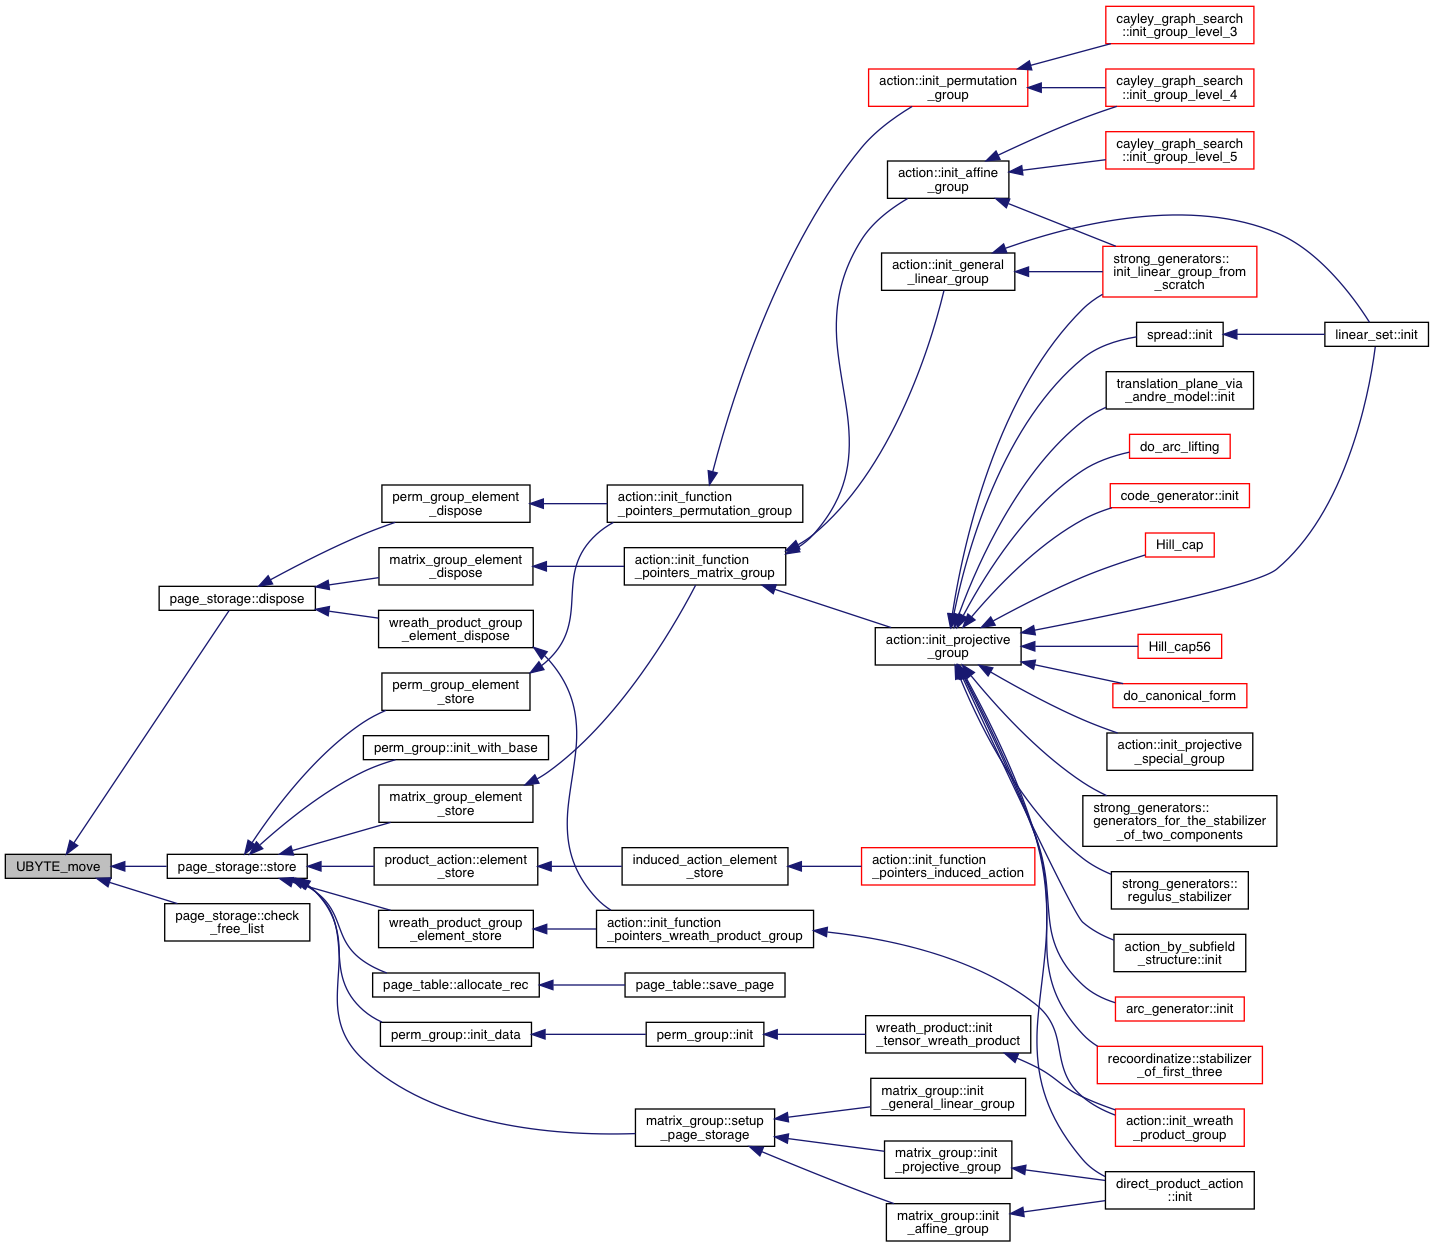 cayley_graph_search
::init_group_level_3
action::init_permutation
_group
cayley_graph_search
::init_group_level_4
cayley_graph_search
::init_group_level_5
action::init_affine
_group
action::init_general
_linear_group
strong_generators::
init_linear_group_from
_scratch
spread::init
linear_set::init
translation_plane_via
_andre_model::init
do_arc_lifting
code_generator::init
Hill_cap
perm_group_element
_dispose
action::init_function
_pointers_permutation_group
matrix_group_element
_dispose
action::init_function
_pointers_matrix_group
page_storage::dispose
wreath_product_group
_element_dispose
action::init_projective
_group
Hill_cap56
perm_group_element
_store
do_canonical_form
perm_group::init_with_base
action::init_projective
_special_group
matrix_group_element
_store
strong_generators::
generators_for_the_stabilizer
_of_two_components
UBYTE_move
page_storage::store
product_action::element
_store
induced_action_element
_store
action::init_function
_pointers_induced_action
strong_generators::
regulus_stabilizer
page_storage::check
_free_list
wreath_product_group
_element_store
action::init_function
_pointers_wreath_product_group
action_by_subfield
_structure::init
page_table::allocate_rec
page_table::save_page
arc_generator::init
perm_group::init_data
perm_group::init
wreath_product::init
_tensor_wreath_product
recoordinatize::stabilizer
_of_first_three
matrix_group::init
_general_linear_group
matrix_group::setup
_page_storage
action::init_wreath
_product_group
matrix_group::init
_projective_group
direct_product_action
::init
matrix_group::init
_affine_group